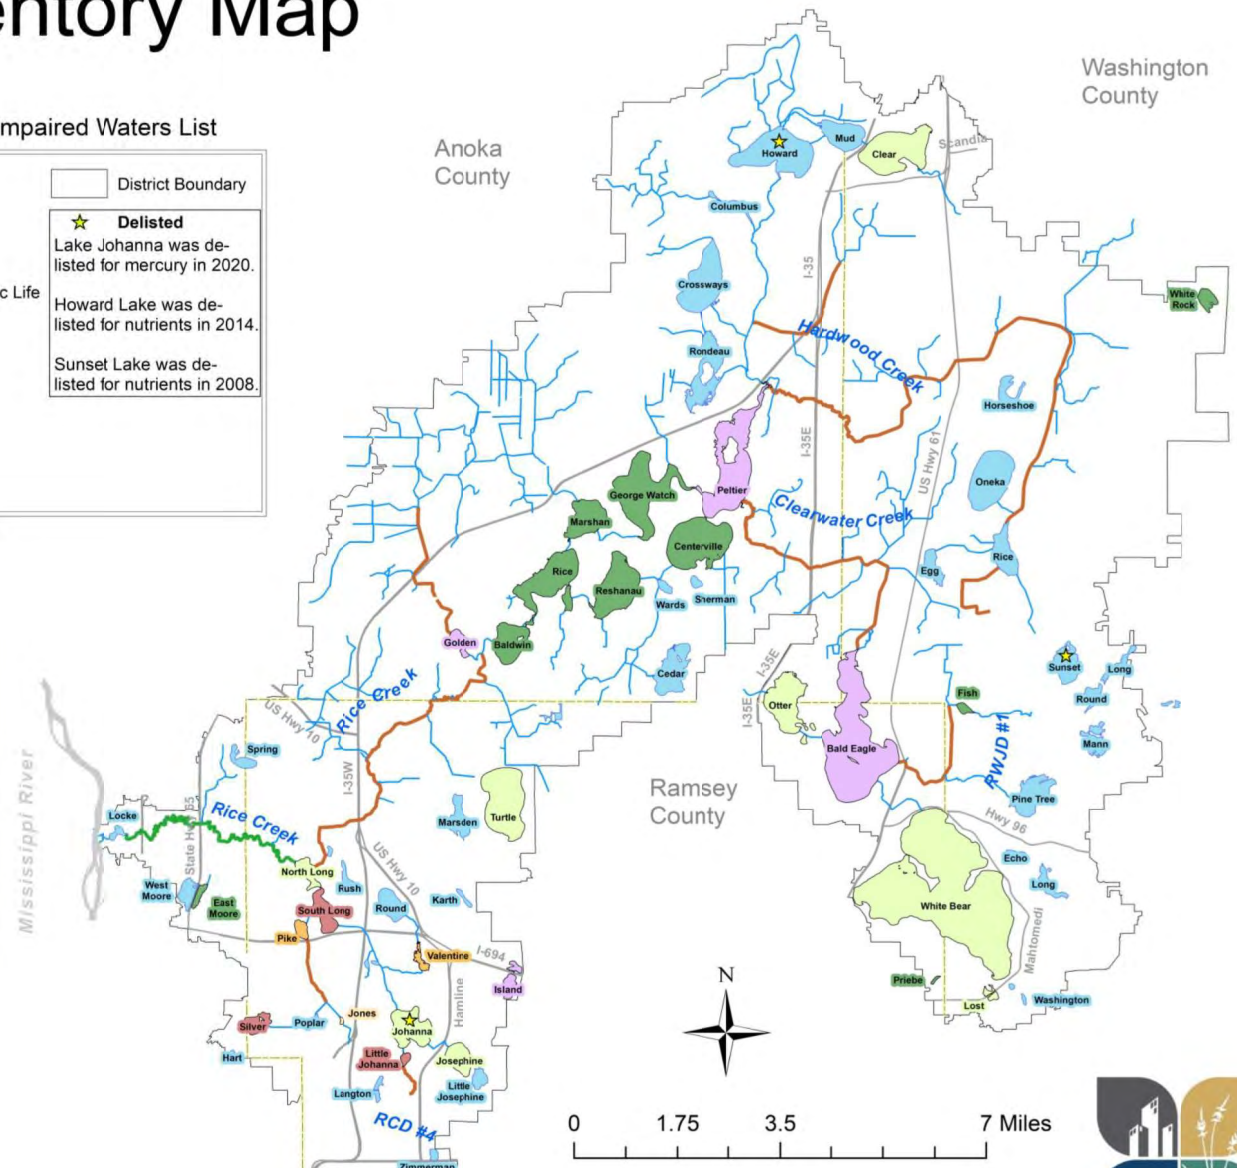 entory Map
mpaired Waters List
District Boundary
Delisted
Lake Johanna was de-
listed for mercury in 2020.
Howard Lake was de-
listed for nutrients in 2014.
Sunset Lake was de-
listed for nutrients in 2008.
c Life
Anoka
County
Washington
County
Howard
Mud
Clear
Scandia
Columbus
Crossways
I-35
White
Rock
Hardwood Creek
Rondeau
Horseshoe
I-35E
US Hwy 61
George Watch
Peltier
Oneka
Clearwater Creek
Marshan
Centerville
Rice
Reshanau
Wards
Sherman
Egg
Rice
Golden
Baldwin
Cedar
I-35E
Sunset
Long
Round
Fish
Rice Creek
US Hwy 10
Otter
I-35E
Bald Eagle
RWJD #1
Mann
Spring
I-35W
Ramsey
County
Pine Tree
Mississippi River
Locke
State Hwy 65
Rice Creek
Marsden
Turtle
Hwy 96
US Hwy 10
North Long
Echo
West
Moore
East
Moore
Rush
South Long
Round
Karth
Long
White Bear
Mahtomedi
Pike
Valentine
I-694
Island
N
Priebe
Lost
Washington
Hamline
Silver
Poplar
Jones
Johanna
Hart
Little
Johanna
Josephine
Langton
Little
Josephine
RCD #4
Zimmerman
0 1.75 3.5 7 Miles